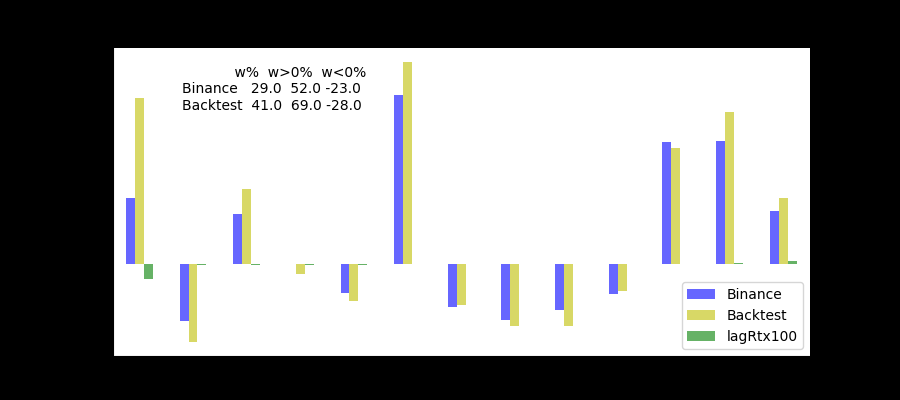 w% w>0% w<0%
Binance 29.0 52.0 -23.0
Backtest 41.0 69.0 -28.0
Binance
Backtest
lagRtx100